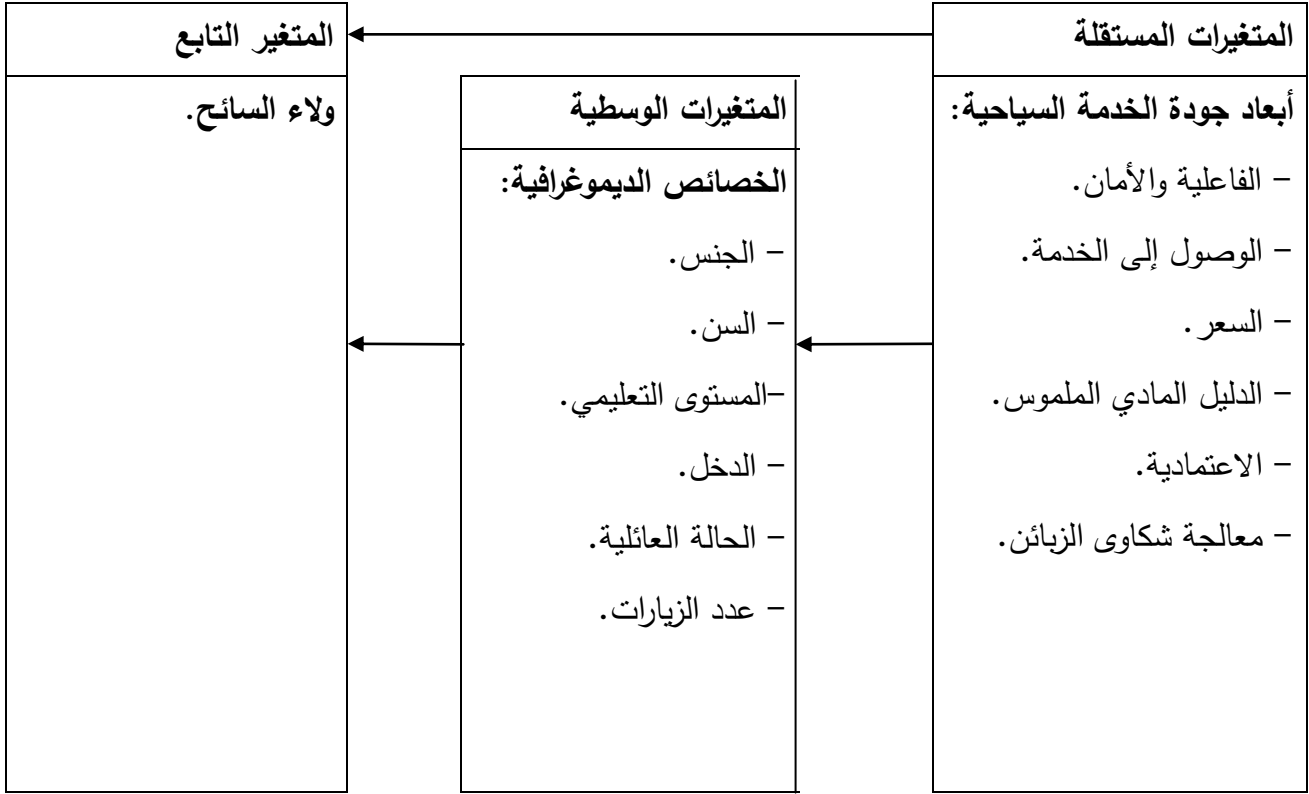 المتغيرات المستقلة
أبعاد جودة الخدمة السياحية:
– الفاعلية والأمان.
– الوصول إلى الخدمة.
– السعر.
– الدليل المادي الملموس.
– الاعتمادية.
– معالجة شكاوى الزبائن.
المتغيرات الوسطية
الخصائص الديموغرافية:
– الجنس.
– السن.
–المستوى التعليمي.
– الدخل.
– الحالة العائلية.
– عدد الزيارات.
المتغير التابع
ولاء السائح.